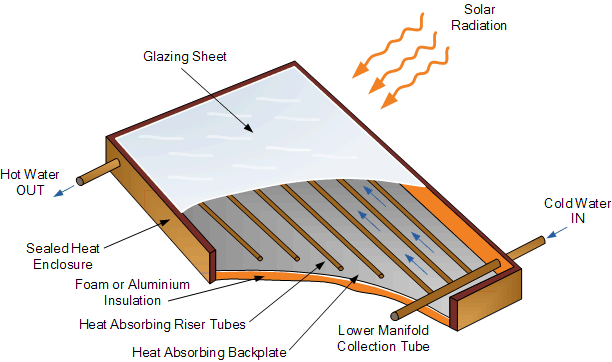 Solar
Radiation
Glazing Sheet
Hot Water
OUT
Cold Water
IN
Sealed Heat
Enclosure
Foam or Aluminium
Insulation
Heat Absorbing Riser Tubes
Lower Manifold
Collection Tube
Heat Absorbing Backplate